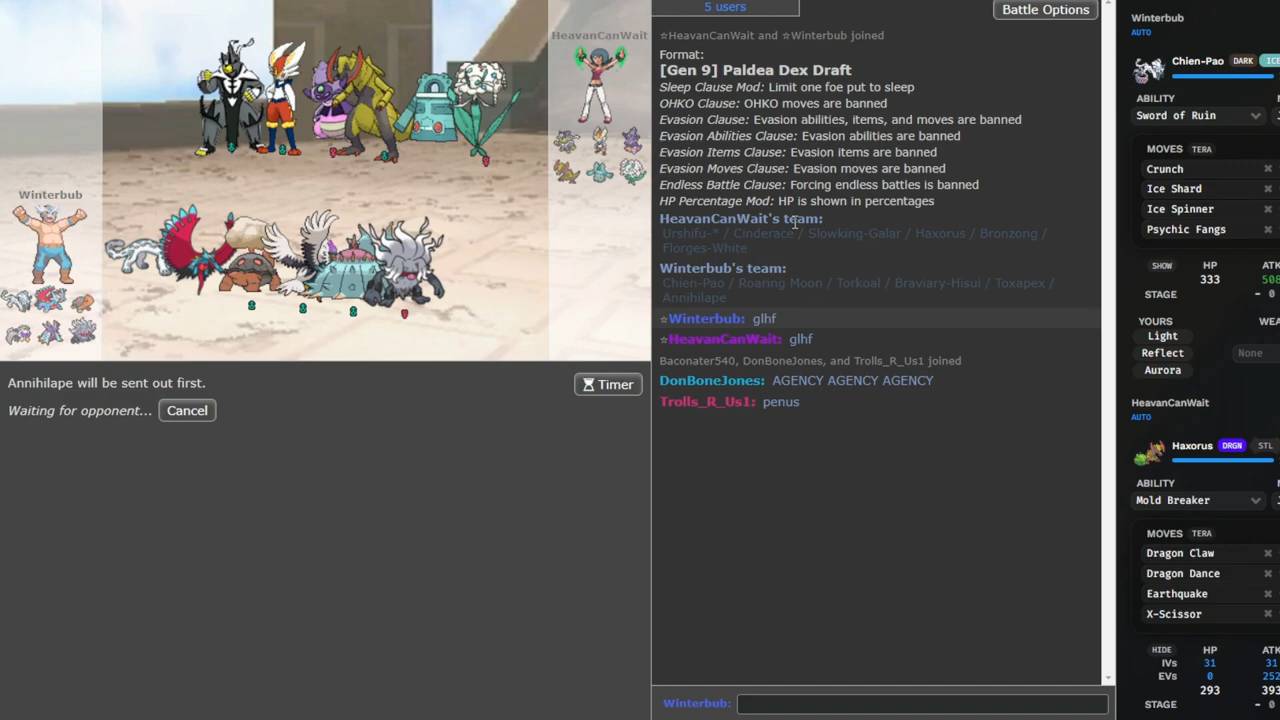 HeavanCanWait
Winterbub
Annihilape will be sent out first.
Timer
Waiting for opponent...
Cancel
5 users
Battle Options
☆HeavanCanWait and ☆Winterbub joined
Format:
[Gen 9] Paldea Dex Draft
Sleep Clause Mod: Limit one foe put to sleep
OHKO Clause: OHKO moves are banned
Evasion Clause: Evasion abilities, items, and moves are banned
Evasion Abilities Clause: Evasion abilities are banned
Evasion Items Clause: Evasion items are banned
Evasion Moves Clause: Evasion moves are banned
Endless Battle Clause: Forcing endless battles is banned
HP Percentage Mod: HP is shown in percentages
HeavanCanWait's team:
Urshifu-* / Cinderace / Slowking-Galar / Haxorus / Bronzong /
Florges-White
Winterbub's team:
Chien-Pao / Roaring Moon / Torkoal / Braviary-Hisui / Toxapex /
Annihilape
☆Winterbub: glhf
☆HeavanCanWait: glhf
Baconater540, DonBoneJones, and Trolls_R_Us1 joined
DonBoneJones: AGENCY AGENCY AGENCY
Trolls_R_Us1: penus
Winterbub:
Winterbub
AUTO
Chien-Pao DARK ICE
ABILITY
Sword of Ruin
MOVES TERA
Crunch
Ice Shard
Ice Spinner
Psychic Fangs
SHOW HP ATK
333 508
STAGE - 0
YOURS WEA
Light
Reflect None
Aurora
HeavanCanWait
AUTO
Haxorus DRGN STL
ABILITY
Mold Breaker
MOVES TERA
Dragon Claw
Dragon Dance
Earthquake
X-Scissor
HIDE HP ATK
IVs 31 31
EVs 0 252
293 393
STAGE - 0